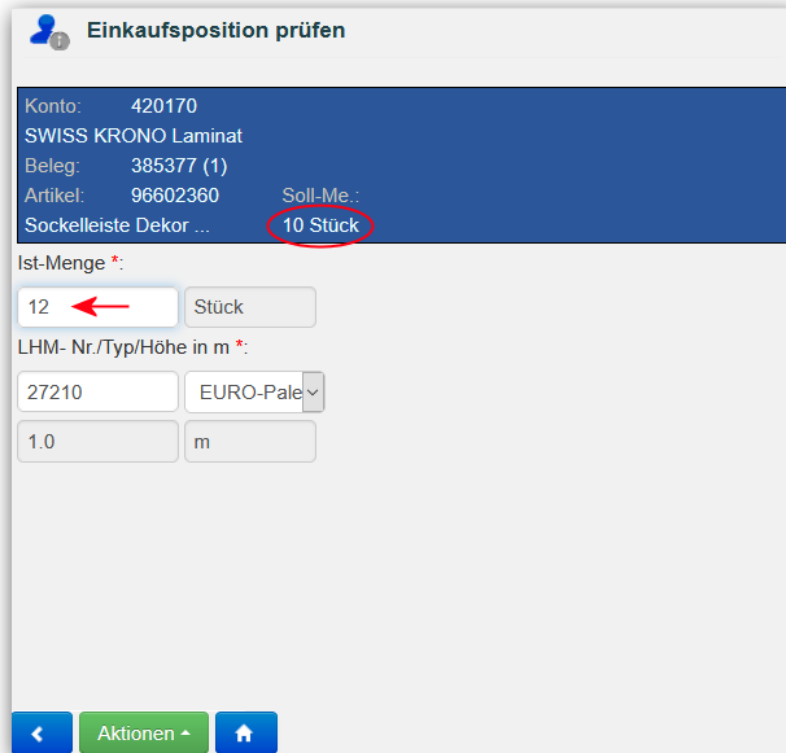 Einkaufsposition prüfen
Konto: 420170
SWISS KRONO Laminat
Beleg: 385377 (1)
Artikel: 96602360 Soll-Me.:
Sockelleiste Dekor ... 10 Stück
Ist-Menge *:
12 Stück
LHM- Nr./Typ/Höhe in m *:
27210 EURO-Pale
1.0 m
Aktionen